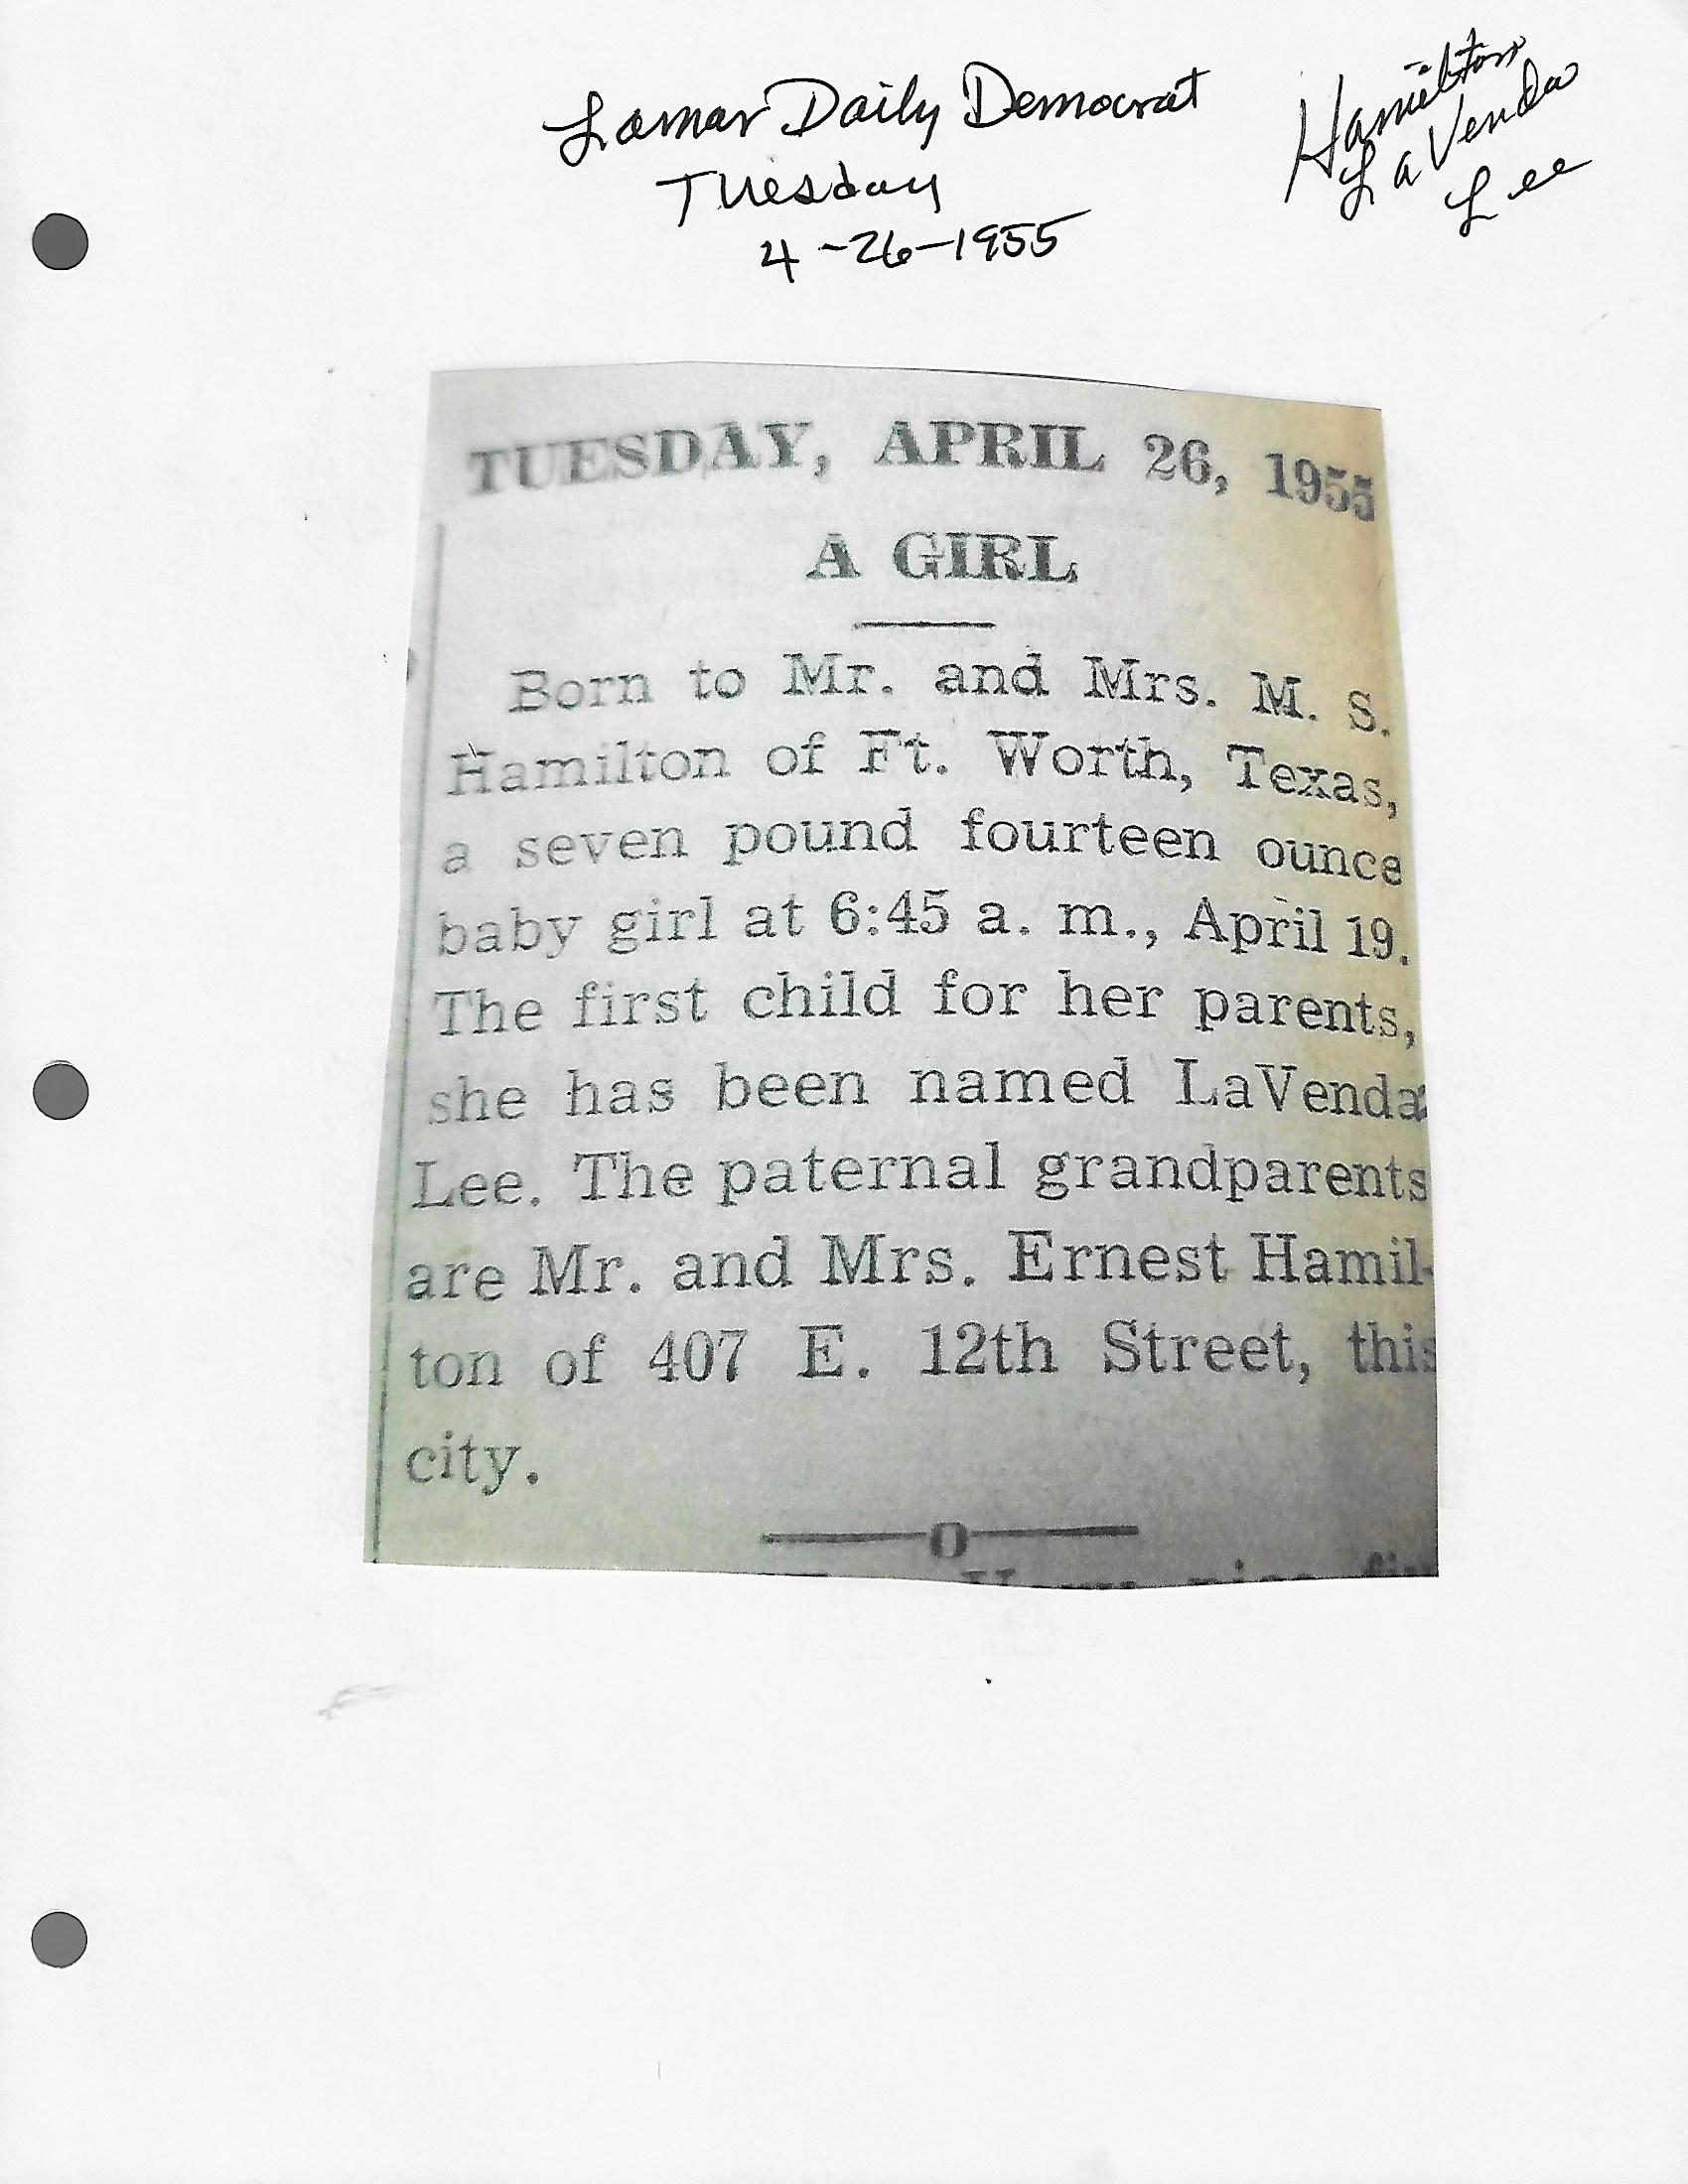 Lamar Daily Democrat
Tuesday
4-26-1955
Hamilton
LaVenda
Lee
TUESDAY, APRIL 26, 1955
A GIRL
Born to Mr. and Mrs. M. S.
Hamilton of Ft. Worth, Texas,
a seven pound fourteen ounce
baby girl at 6:45 a. m., April 19.
The first child for her parents,
she has been named LaVenda
Lee. The paternal grandparents
are Mr. and Mrs. Ernest Hamil-
ton of 407 E. 12th Street, this
city.
O